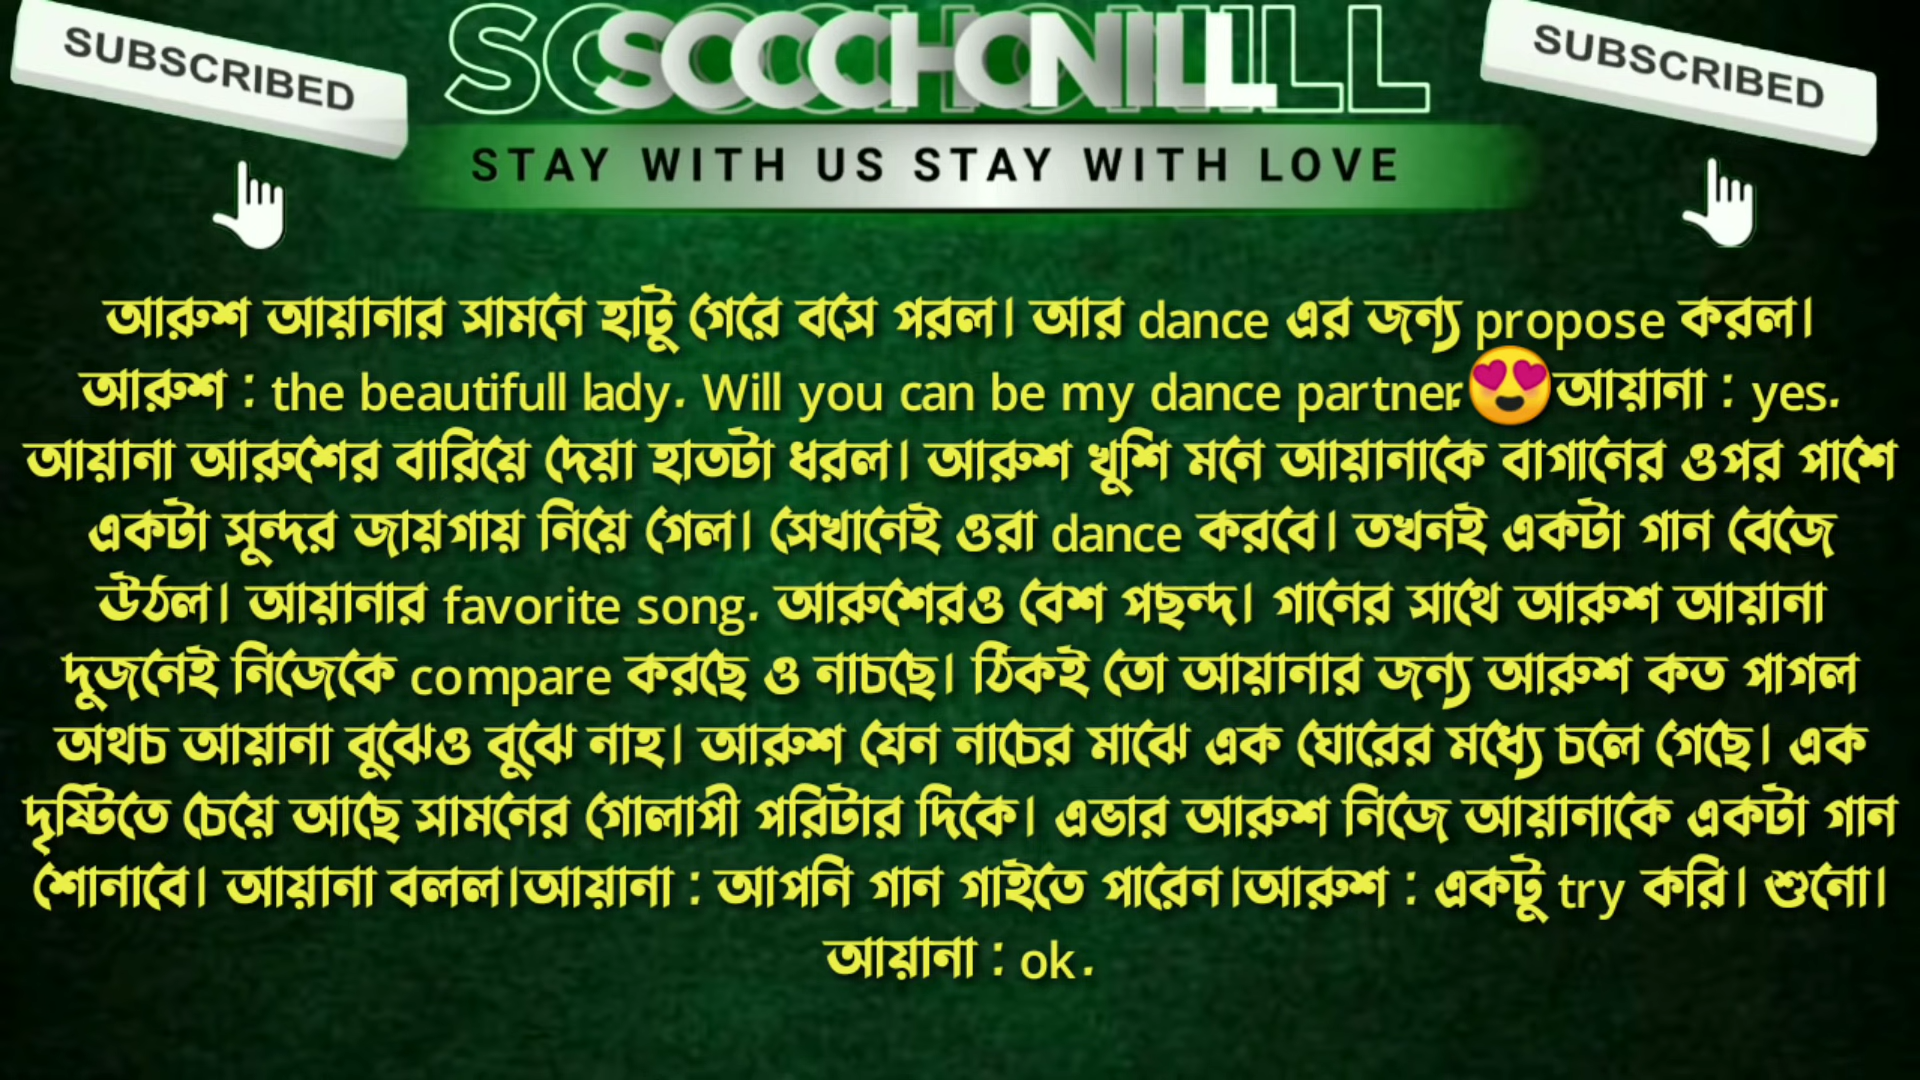 SUBSCRIBED
SUBSCRIBED
STAY WITH US STAY WITH LOVE
আরুশ আয়ানার সামনে হাটু গেরে বসে পরল। আর dance এর জন্য propose করল।
আরুশ : the beautifull lady. Will you can be my dance partner.😍আয়ানা : yes.
আয়ানা আরুশের বারিয়ে দেয়া হাতটা ধরল। আরুশ খুশি মনে আয়ানাকে বাগানের ওপর পাশে
একটা সুন্দর জায়গায় নিয়ে গেল। সেখানেই ওরা dance করবে। তখনই একটা গান বেজে
উঠল। আয়ানার favorite song. আরুশেরও বেশ পছন্দ। গানের সাথে আরুশ আয়ানা
দুজনেই নিজেকে compare করছে ও নাচছে। ঠিকই তো আয়ানার জন্য আরুশ কত পাগল
অথচ আয়ানা বুঝেও বুঝে নাহ। আরুশ যেন নাচের মাঝে এক ঘোরের মধ্যে চলে গেছে। এক
দৃষ্টিতে চেয়ে আছে সামনের গোলাপী পরিটার দিকে। এভার আরুশ নিজে আয়ানাকে একটা গান
শোনাবে। আয়ানা বলল।আয়ানা : আপনি গান গাইতে পারেন।আরুশ : একটু try করি। শুনো।
আয়ানা : ok.